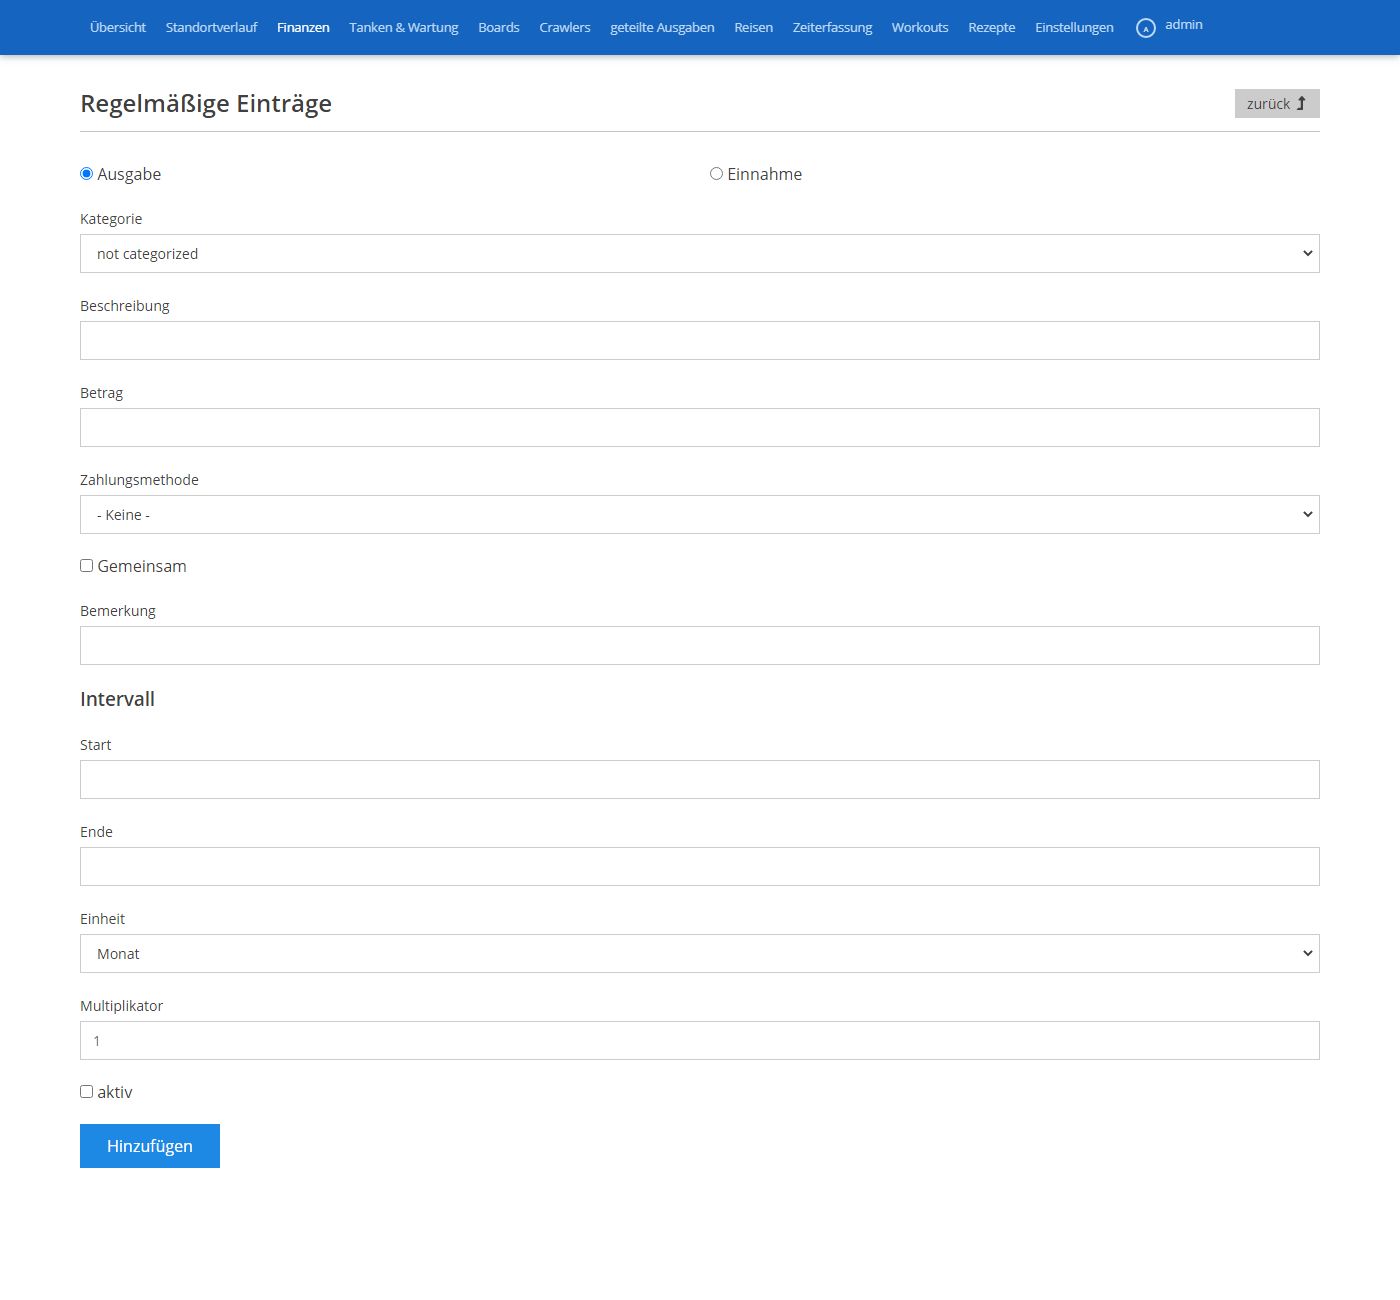 Übersicht Standortverlauf Finanzen Tanken & Wartung Boards Crawlers geteilte Ausgaben Reisen Zeiterfassung Workouts Rezepte Einstellungen A admin
Regelmäßige Einträge zurück
Ausgabe Einnahme
Kategorie
not categorized
Beschreibung
Betrag
Zahlungsmethode
- Keine -
Gemeinsam
Bemerkung
Intervall
Start
Ende
Einheit
Monat
Multiplikator
1
aktiv
Hinzufügen